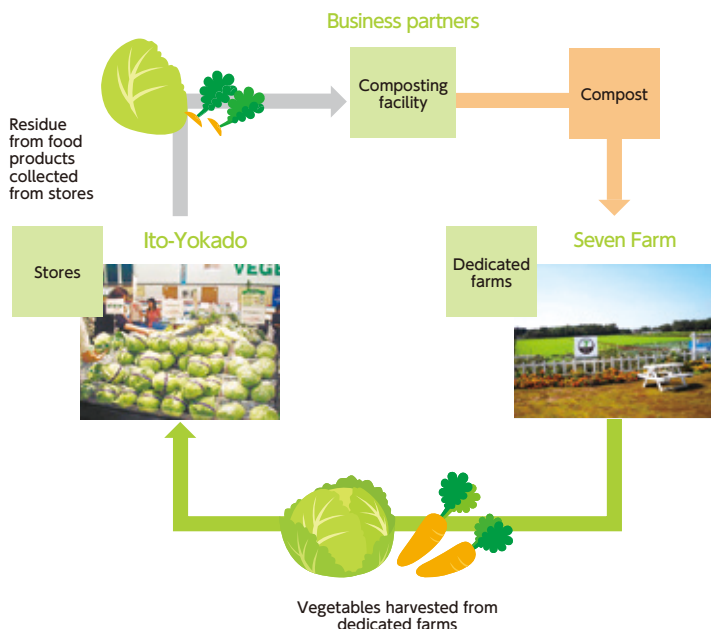 Business partners
Composting
facility
Compost
Residue
from food
products
collected
from stores
Ito-Yokado
Stores
Seven Farm
Dedicated
farms
VEGE
Vegetables harvested from
dedicated farms